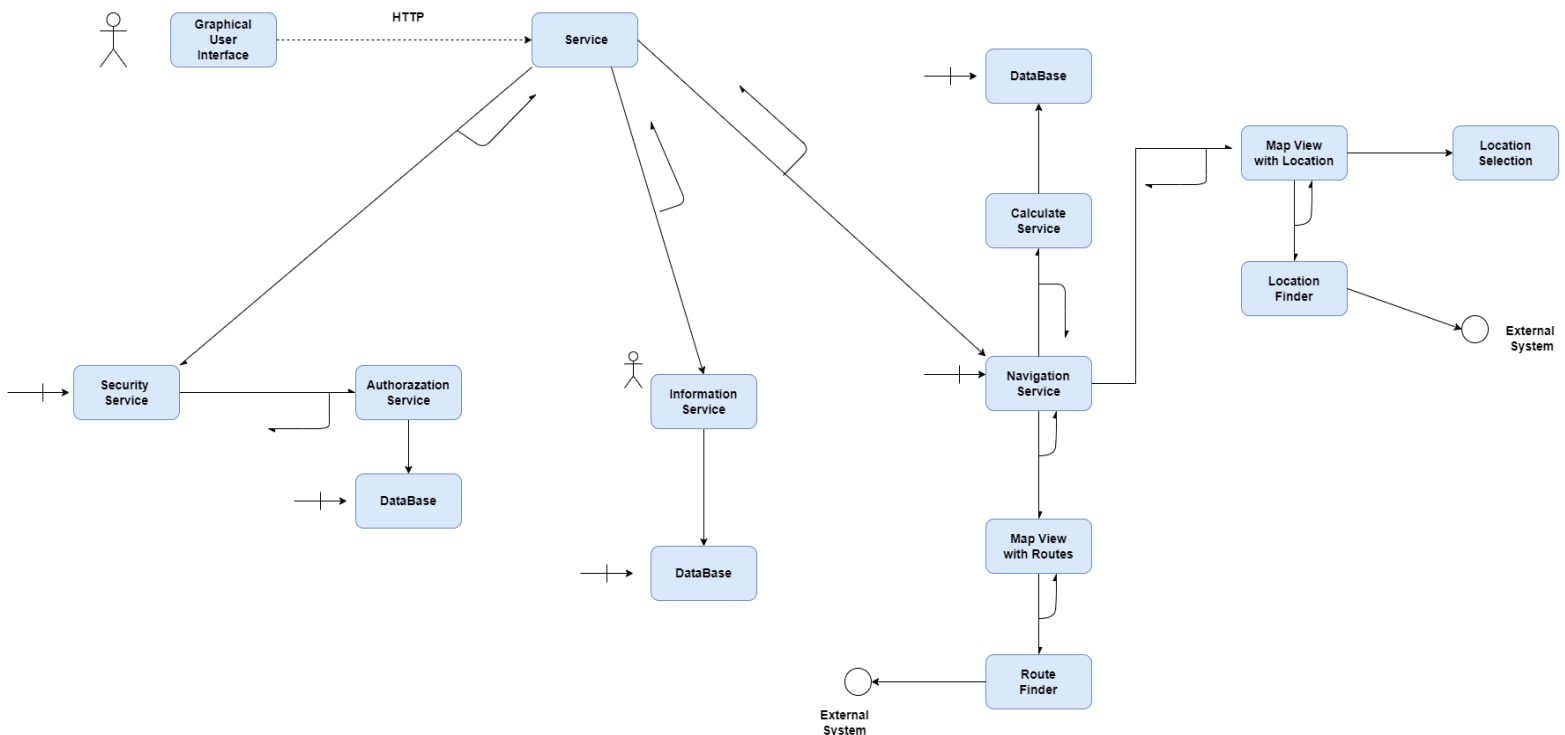 Graphical
User
Interface
HTTP
Service
DataBase
Map View
with Location
Location
Selection
Calculate
Service
Location
Finder
External
System
Security
Service
Authorazation
Service
Information
Service
Navigation
Service
DataBase
DataBase
Map View
with Routes
Route
Finder
External
System